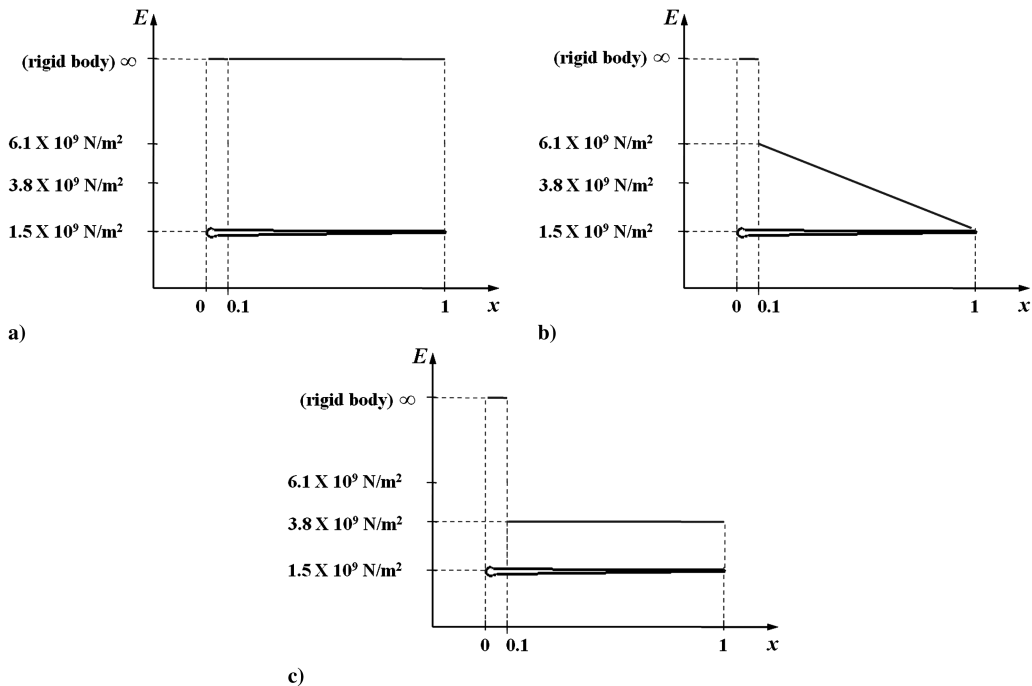 E
(rigid body) ∞
6.1 X 10⁹ N/m²
3.8 X 10⁹ N/m²
1.5 X 10⁹ N/m²
0 0.1 1 x
a)
E
(rigid body) ∞
6.1 X 10⁹ N/m²
3.8 X 10⁹ N/m²
1.5 X 10⁹ N/m²
0 0.1 1 x
b)
E
(rigid body) ∞
6.1 X 10⁹ N/m²
3.8 X 10⁹ N/m²
1.5 X 10⁹ N/m²
0 0.1 1 x
c)